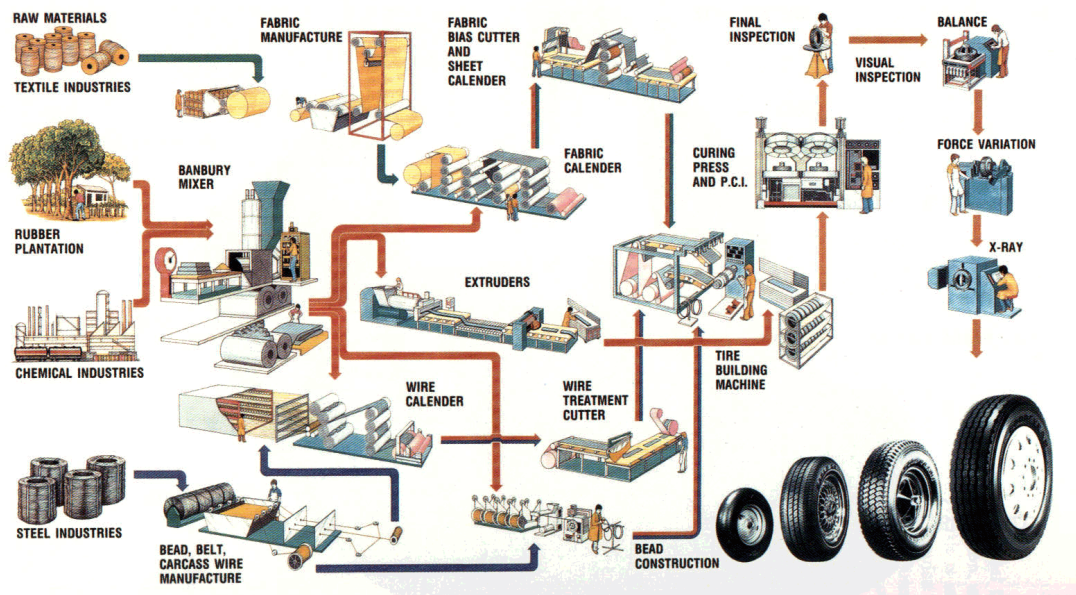 RAW MATERIALS
TEXTILE INDUSTRIES
FABRIC
MANUFACTURE
FABRIC
BIAS CUTTER
AND
SHEET
CALENDER
FINAL
INSPECTION
VISUAL
INSPECTION
BALANCE
RUBBER
PLANTATION
BANBURY
MIXER
FABRIC
CALENDER
CURING
PRESS
AND P.C.I.
FORCE VARIATION
X-RAY
EXTRUDERS
CHEMICAL INDUSTRIES
TIRE
BUILDING
MACHINE
WIRE
CALENDER
WIRE
TREATMENT
CUTTER
STEEL INDUSTRIES
BEAD, BELT,
CARCASS WIRE
MANUFACTURE
BEAD
CONSTRUCTION